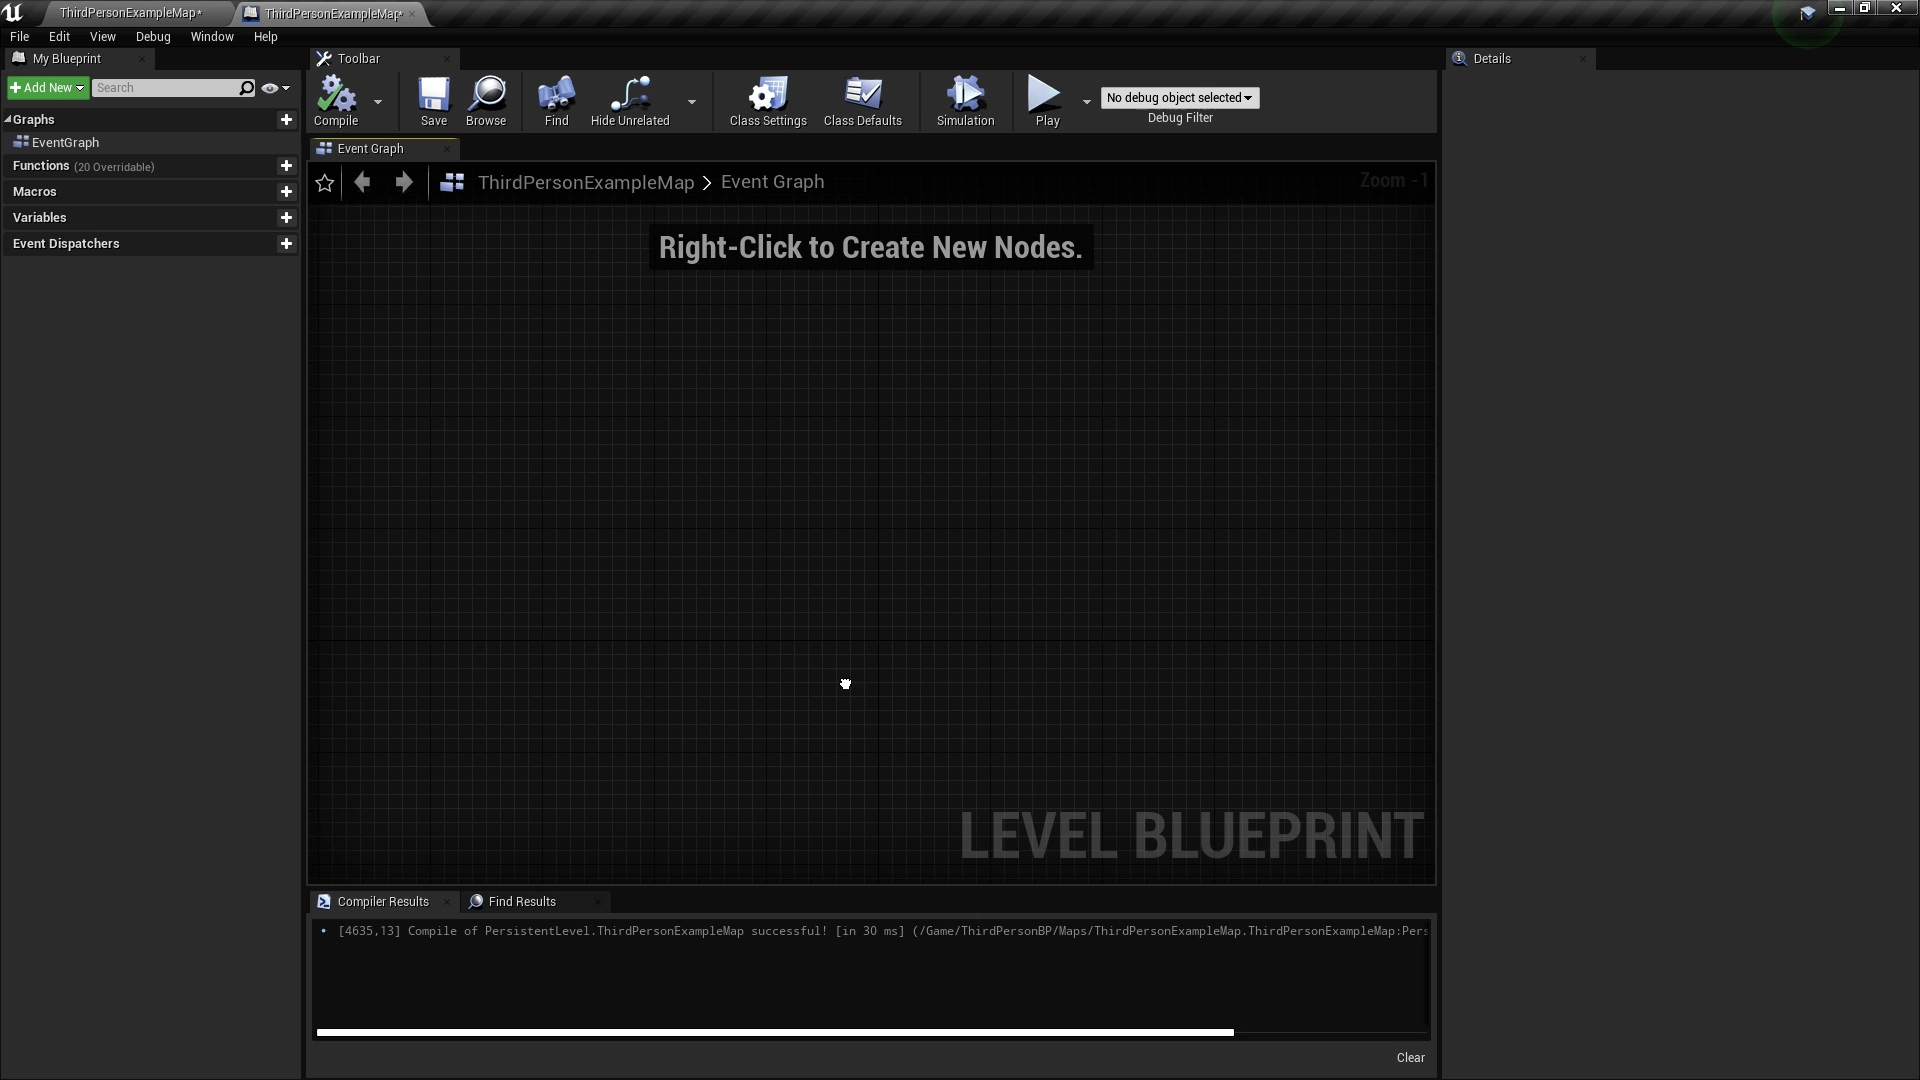 ThirdPersonExampleMap*
ThirdPersonExampleMap*
File Edit View Debug Window Help
My Blueprint
Toolbar
Details
Add New
Search
Compile
Save
Browse
Find
Hide Unrelated
Class Settings
Class Defaults
Simulation
Play
No debug object selected
Debug Filter
Graphs
EventGraph
Functions (20 Overridable)
Macros
Variables
Event Dispatchers
Event Graph
ThirdPersonExampleMap > Event Graph
Zoom -1
Right-Click to Create New Nodes.
LEVEL BLUEPRINT
Compiler Results
Find Results
• [4635,13] Compile of PersistentLevel.ThirdPersonExampleMap successful! [in 30 ms] (/Game/ThirdPersonBP/Maps/ThirdPersonExampleMap.ThirdPersonExampleMap:Pers
Clear